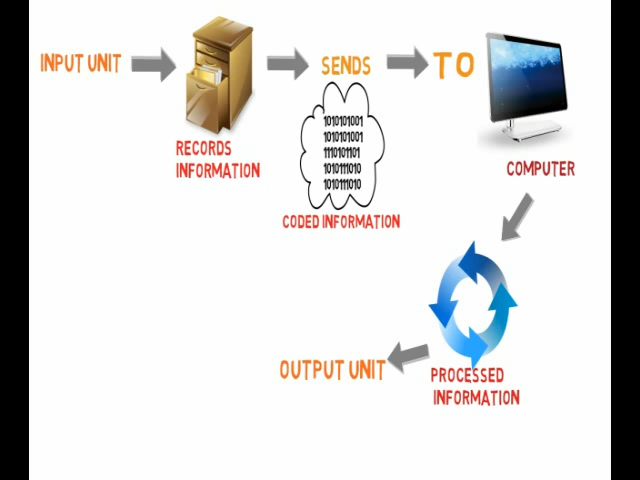 INPUT UNIT
SENDS
TO
RECORDS
INFORMATION
1010101001
1010101001
1110101101
1010111010
1010111010
CODED INFORMATION
COMPUTER
OUTPUT UNIT
PROCESSED
INFORMATION